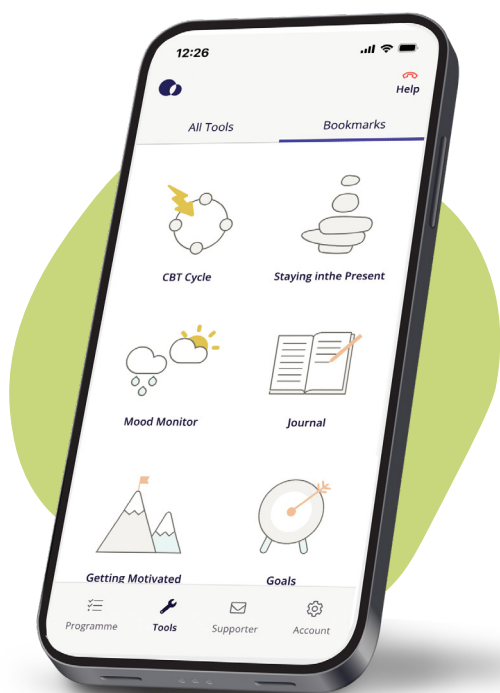 12:26
Help
All Tools Bookmarks
CBT Cycle Staying inthe Present
Mood Monitor Journal
Getting Motivated Goals
Programme Tools Supporter Account